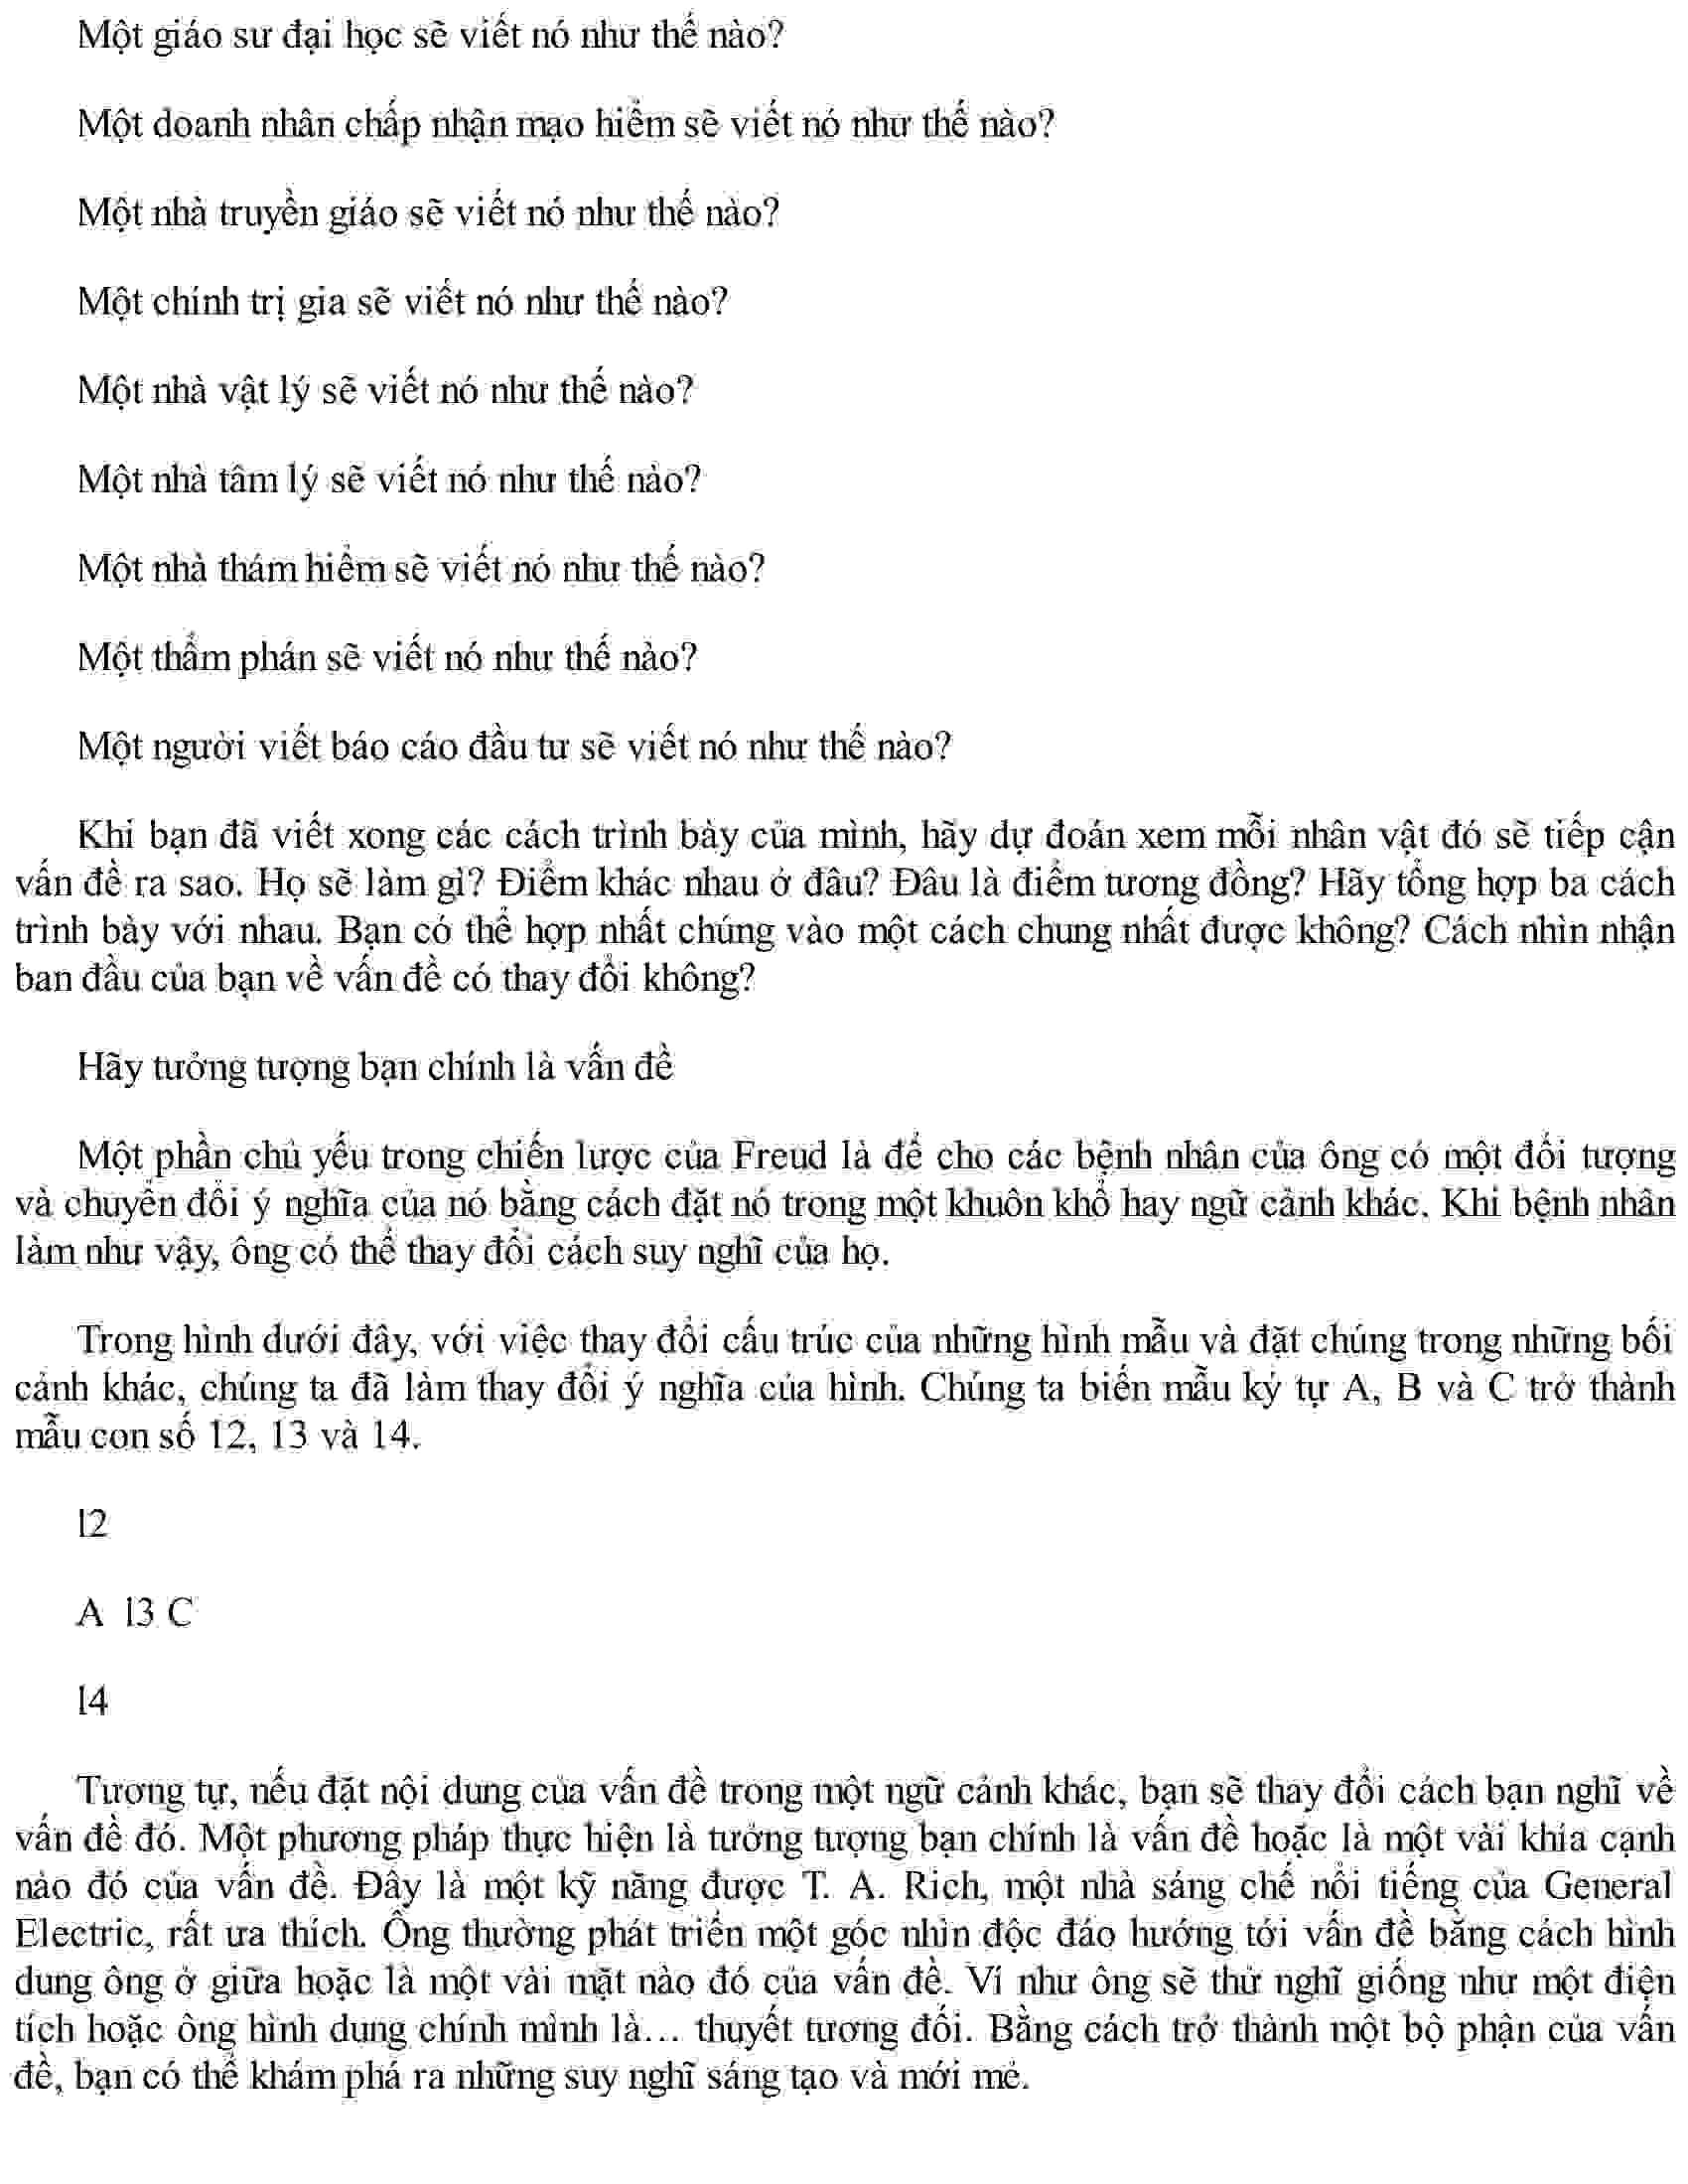 Một giáo sư đại học sẽ viết nó như thế nào?
Một doanh nhân chấp nhận mạo hiểm sẽ viết nó như thế nào?
Một nhà truyền giáo sẽ viết nó như thế nào?
Một chính trị gia sẽ viết nó như thế nào?
Một nhà vật lý sẽ viết nó như thế nào?
Một nhà tâm lý sẽ viết nó như thế nào?
Một nhà thám hiểm sẽ viết nó như thế nào?
Một thẩm phán sẽ viết nó như thế nào?
Một người viết báo cáo đầu tư sẽ viết nó như thế nào?
Khi bạn đã viết xong các cách trình bày của mình, hãy dự đoán xem mỗi nhân vật đó sẽ tiếp cận
vấn đề ra sao. Họ sẽ làm gì? Điểm khác nhau ở đâu? Đâu là điểm tương đồng? Hãy tổng hợp ba cách
trình bày với nhau. Bạn có thể hợp nhất chúng vào một cách chung nhất được không? Cách nhìn nhận
ban đầu của bạn về vấn đề có thay đổi không?
Hãy tưởng tượng bạn chính là vấn đề
Một phần chủ yếu trong chiến lược của Freud là để cho các bệnh nhân của ông có một đối tượng
và chuyển đổi ý nghĩa của nó bằng cách đặt nó trong một khuôn khổ hay ngữ cảnh khác. Khi bệnh nhân
làm như vậy, ông có thể thay đổi cách suy nghĩ của họ.
Trong hình dưới đây, với việc thay đổi cấu trúc của những hình mẫu và đặt chúng trong những bối
cảnh khác, chúng ta đã làm thay đổi ý nghĩa của hình. Chúng ta biến mẫu ký tự A, B và C trở thành
mẫu con số 12, 13 và 14.
l2
A l3 C
l4
Tương tự, nếu đặt nội dung của vấn đề trong một ngữ cảnh khác, bạn sẽ thay đổi cách bạn nghĩ về
vấn đề đó. Một phương pháp thực hiện là tưởng tượng bạn chính là vấn đề hoặc là một vài khía cạnh
nào đó của vấn đề. Đây là một kỹ năng được T. A. Rich, một nhà sáng chế nổi tiếng của General
Electric, rất ưa thích. Ông thường phát triển một góc nhìn độc đáo hướng tới vấn đề bằng cách hình
dung ông ở giữa hoặc là một vài mặt nào đó của vấn đề. Ví như ông sẽ thử nghĩ giống như một điện
tích hoặc ông hình dung chính mình là... thuyết tương đối. Bằng cách trở thành một bộ phận của vấn
đề, bạn có thể khám phá ra những suy nghĩ sáng tạo và mới mẻ.